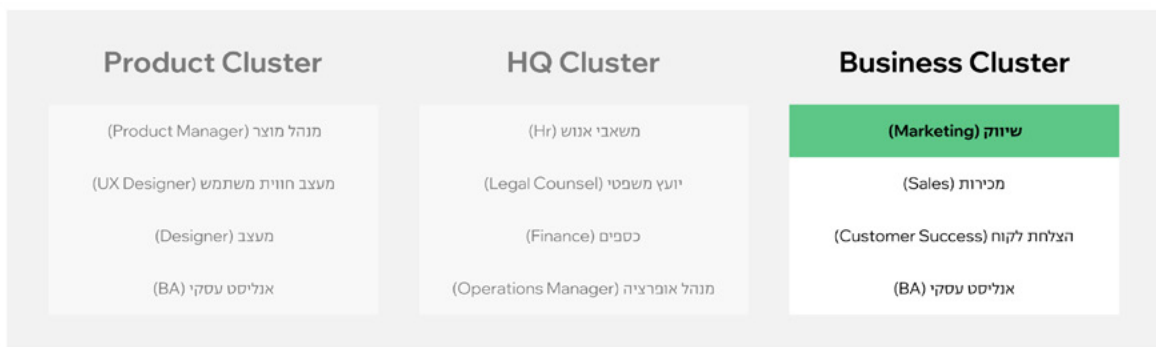 Product Cluster
מנהל מוצר (Product Manager)
מעצב חווית משתמש (UX Designer)
מעצב (Designer)
אנליסט עסקי (BA)
HQ Cluster
משאבי אנוש (Hr)
יועץ משפטי (Legal Counsel)
כספים (Finance)
מנהל אופרציה (Operations Manager)
Business Cluster
שיווק (Marketing)
מכירות (Sales)
הצלחת לקוח (Customer Success)
אנליסט עסקי (BA)